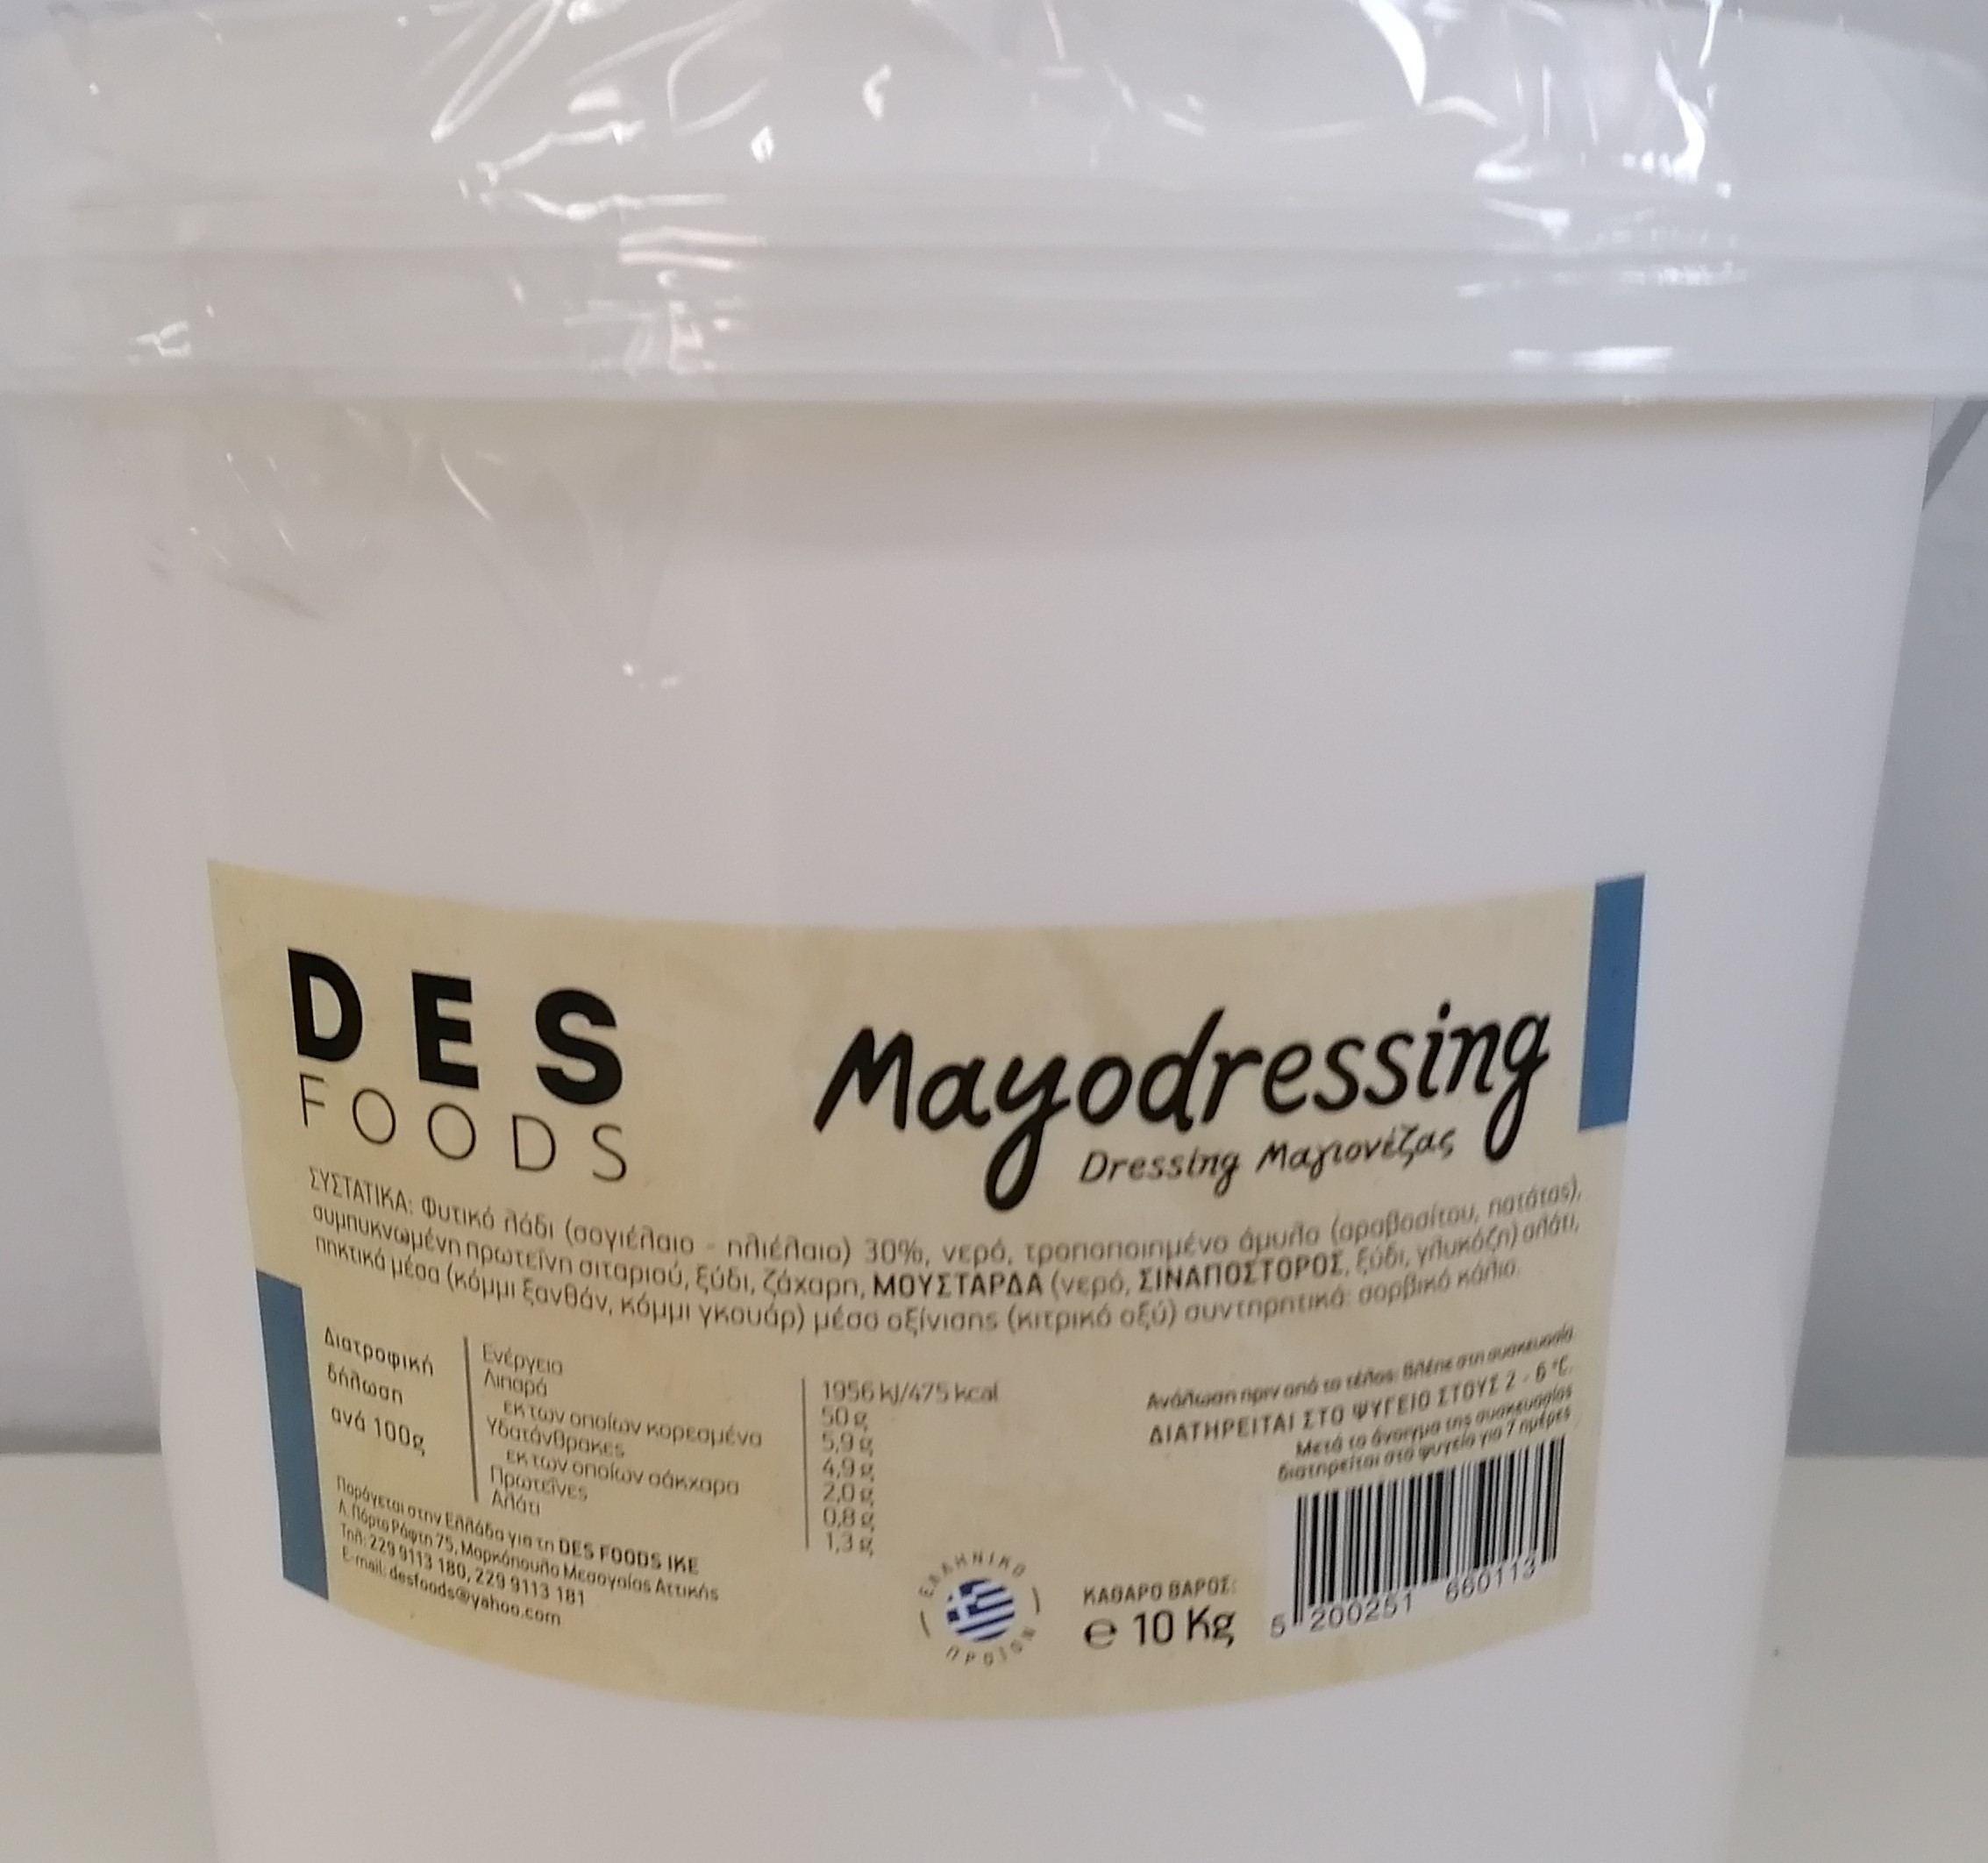 DES
FOODS
Mayodressing
Dressing Μαγιονέζας
ΣΥΣΤΑΤΙΚΑ: Φυτικό λάδι (σογιέλαιο - ηλιέλαιο) 30%, νερό, τροποποιημένο άμυλο (αραβοσίτου, πατάτας),
συμπυκνωμένη πρωτεΐνη σιταριού, ξύδι, ζάχαρη, ΜΟΥΣΤΑΡΔΑ (νερό, ΣΙΝΑΠΟΣΤΟΡΟΣ, ξύδι, γλυκόζη) αλάτι,
πηκτικά μέσα (κόμμι ξανθάν, κόμμι γκουάρ) μέσο οξίνισης (κιτρικό οξύ) συντηρητικά: σορβικό κάλιο.
Διατροφική
δήλωση
ανά 100g
Ενέργεια 1956 kJ/475 kcal
Λιπαρά 50 g
εκ των οποίων κορεσμένα 5,9 g
Υδατάνθρακες 4,9 g
εκ των οποίων σάκχαρα 2,0 g
Πρωτεΐνες 0,8 g
Αλάτι 1,3 g
Ανάλωση πριν από το τέλος: Βλέπε στη συσκευασία
ΔΙΑΤΗΡΕΙΤΑΙ ΣΤΟ ΨΥΓΕΙΟ ΣΤΟΥΣ 2 - 6 °C.
Μετά το άνοιγμα της συσκευασίας
διατηρείται στο ψυγείο για 7 ημέρες
Παράγεται στην Ελλάδα για τη DES FOODS ΙΚΕ
Λ. Πόρτο Ράφτη 75, Μαρκόπουλο Μεσογαίας Αττικής
Τηλ: 229 9113 180, 229 9113 181
E-mail: desfoods@yahoo.com
ΕΛΛΗΝΙΚΟ
ΠΡΟΪΟΝ
ΚΑΘΑΡΟ ΒΑΡΟΣ:
e 10 Kg
5 200251 660113